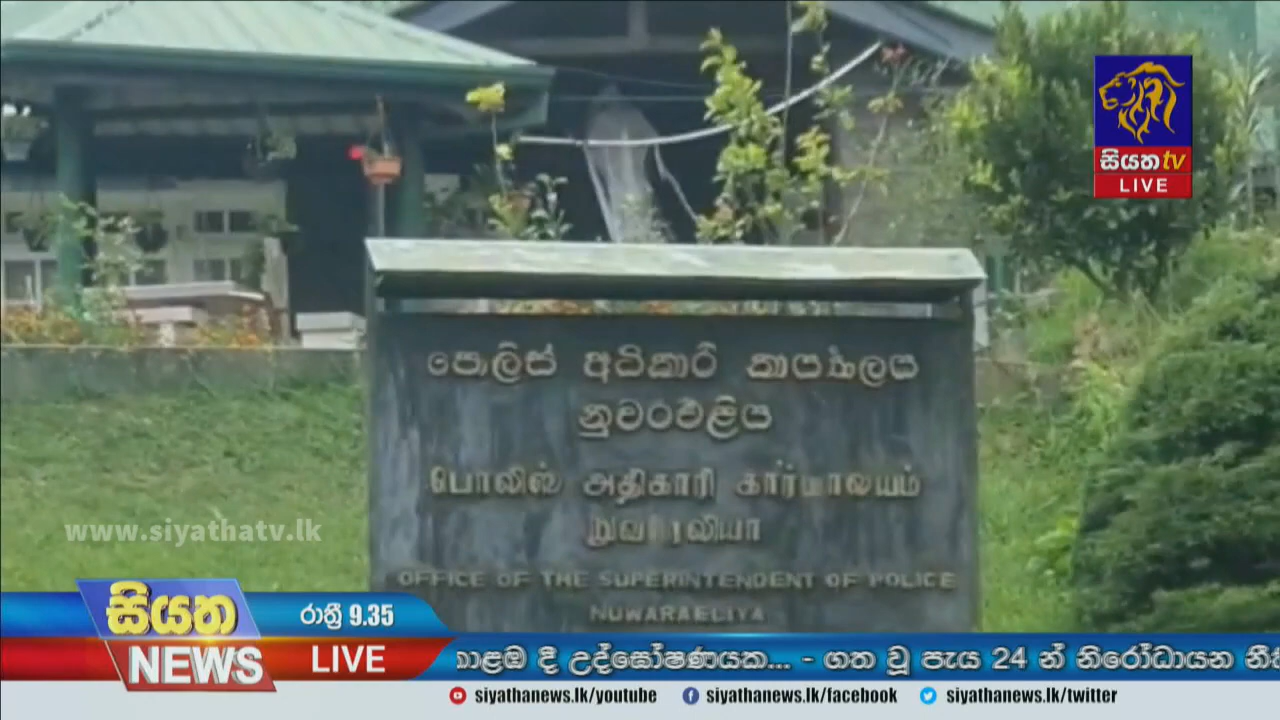 සියත tv
LIVE
පොලිස් අධිකාරී කාර්යාලය
නුවරඑළිය
பொலிஸ் அதிகாரி கார்யாலயம்
நுவரெலியா
OFFICE OF THE SUPERINTENDENT OF POLICE
NUWARAELIYA
www.siyathatv.lk
සියත
NEWS
රාත්‍රී 9.35
LIVE
දී උද්ඝෝෂණයක... - ගත වූ පැය 24 න් නිරෝධායන
siyathanews.lk/youtube
siyathanews.lk/facebook
siyathanews.lk/twitter